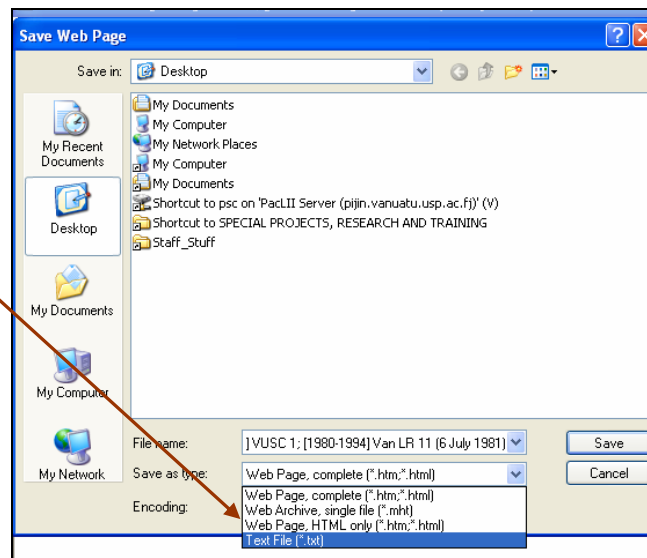 Save Web Page
Save in: Desktop
My Recent
Documents
Desktop
My Documents
My Computer
My Network
My Documents
My Computer
My Network Places
My Computer
My Documents
Shortcut to psc on 'PacLII Server (pijin.vanuatu.usp.ac.fj)' (V)
Shortcut to SPECIAL PROJECTS, RESEARCH AND TRAINING
Staff_Stuff
File name: ] VUSC 1; [1980-1994] Van LR 11 (6 July 1981) Save
Save as type: Web Page, complete (*.htm;*.html) Cancel
Encoding:
Web Page, complete (*.htm;*.html)
Web Archive, single file (*.mht)
Web Page, HTML only (*.htm;*.html)
Text File (*.txt)